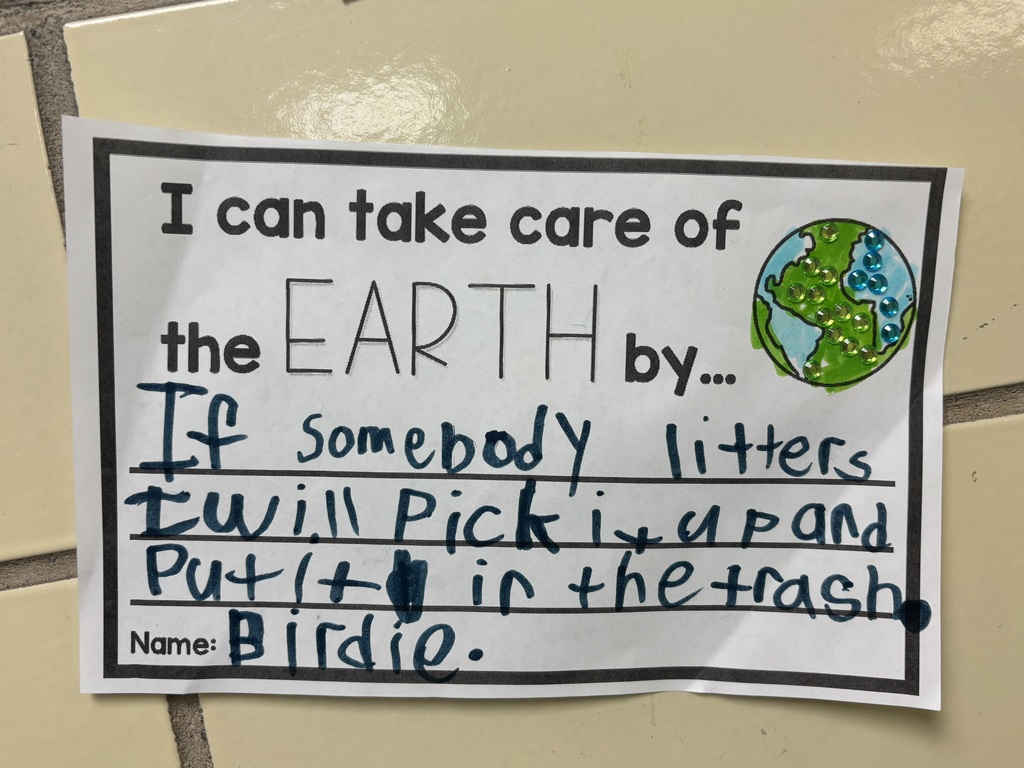 I can take care of
the EARTH by...
If somebody litters
I will Pick it up and
Put It in the trash.
Name: Birdie.